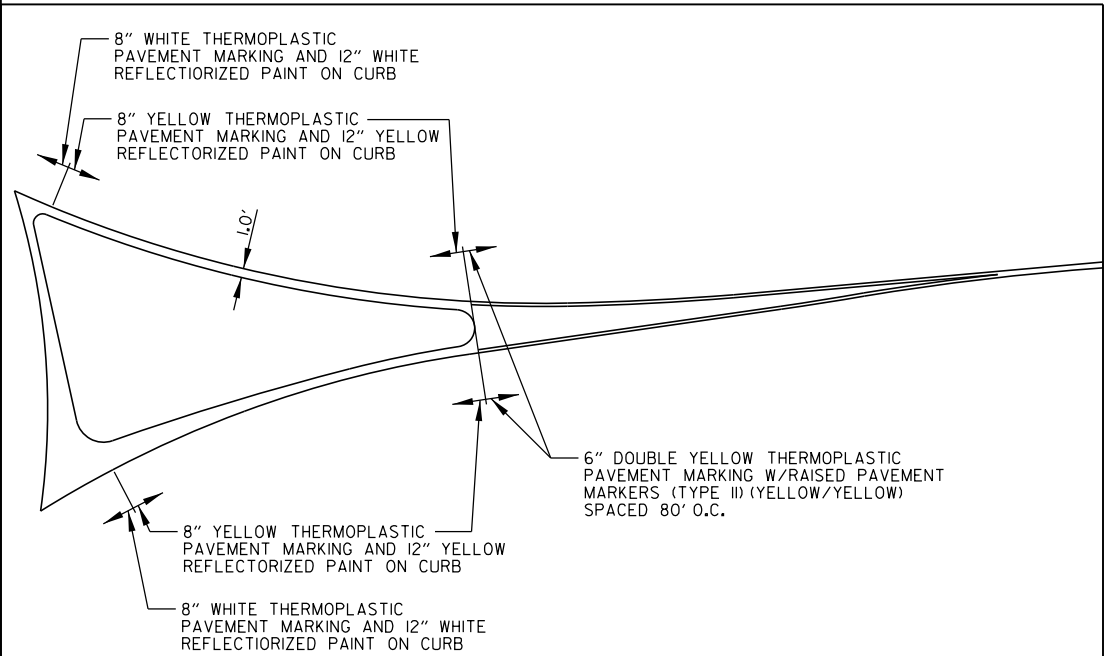 8" WHITE THERMOPLASTIC
PAVEMENT MARKING AND 12" WHITE
REFLECTIORIZED PAINT ON CURB
8" YELLOW THERMOPLASTIC
PAVEMENT MARKING AND 12" YELLOW
REFLECTORIZED PAINT ON CURB
1.0'
6" DOUBLE YELLOW THERMOPLASTIC
PAVEMENT MARKING W/RAISED PAVEMENT
MARKERS (TYPE II) (YELLOW/YELLOW)
SPACED 80' O.C.
8" YELLOW THERMOPLASTIC
PAVEMENT MARKING AND 12" YELLOW
REFLECTORIZED PAINT ON CURB
8" WHITE THERMOPLASTIC
PAVEMENT MARKING AND 12" WHITE
REFLECTIORIZED PAINT ON CURB